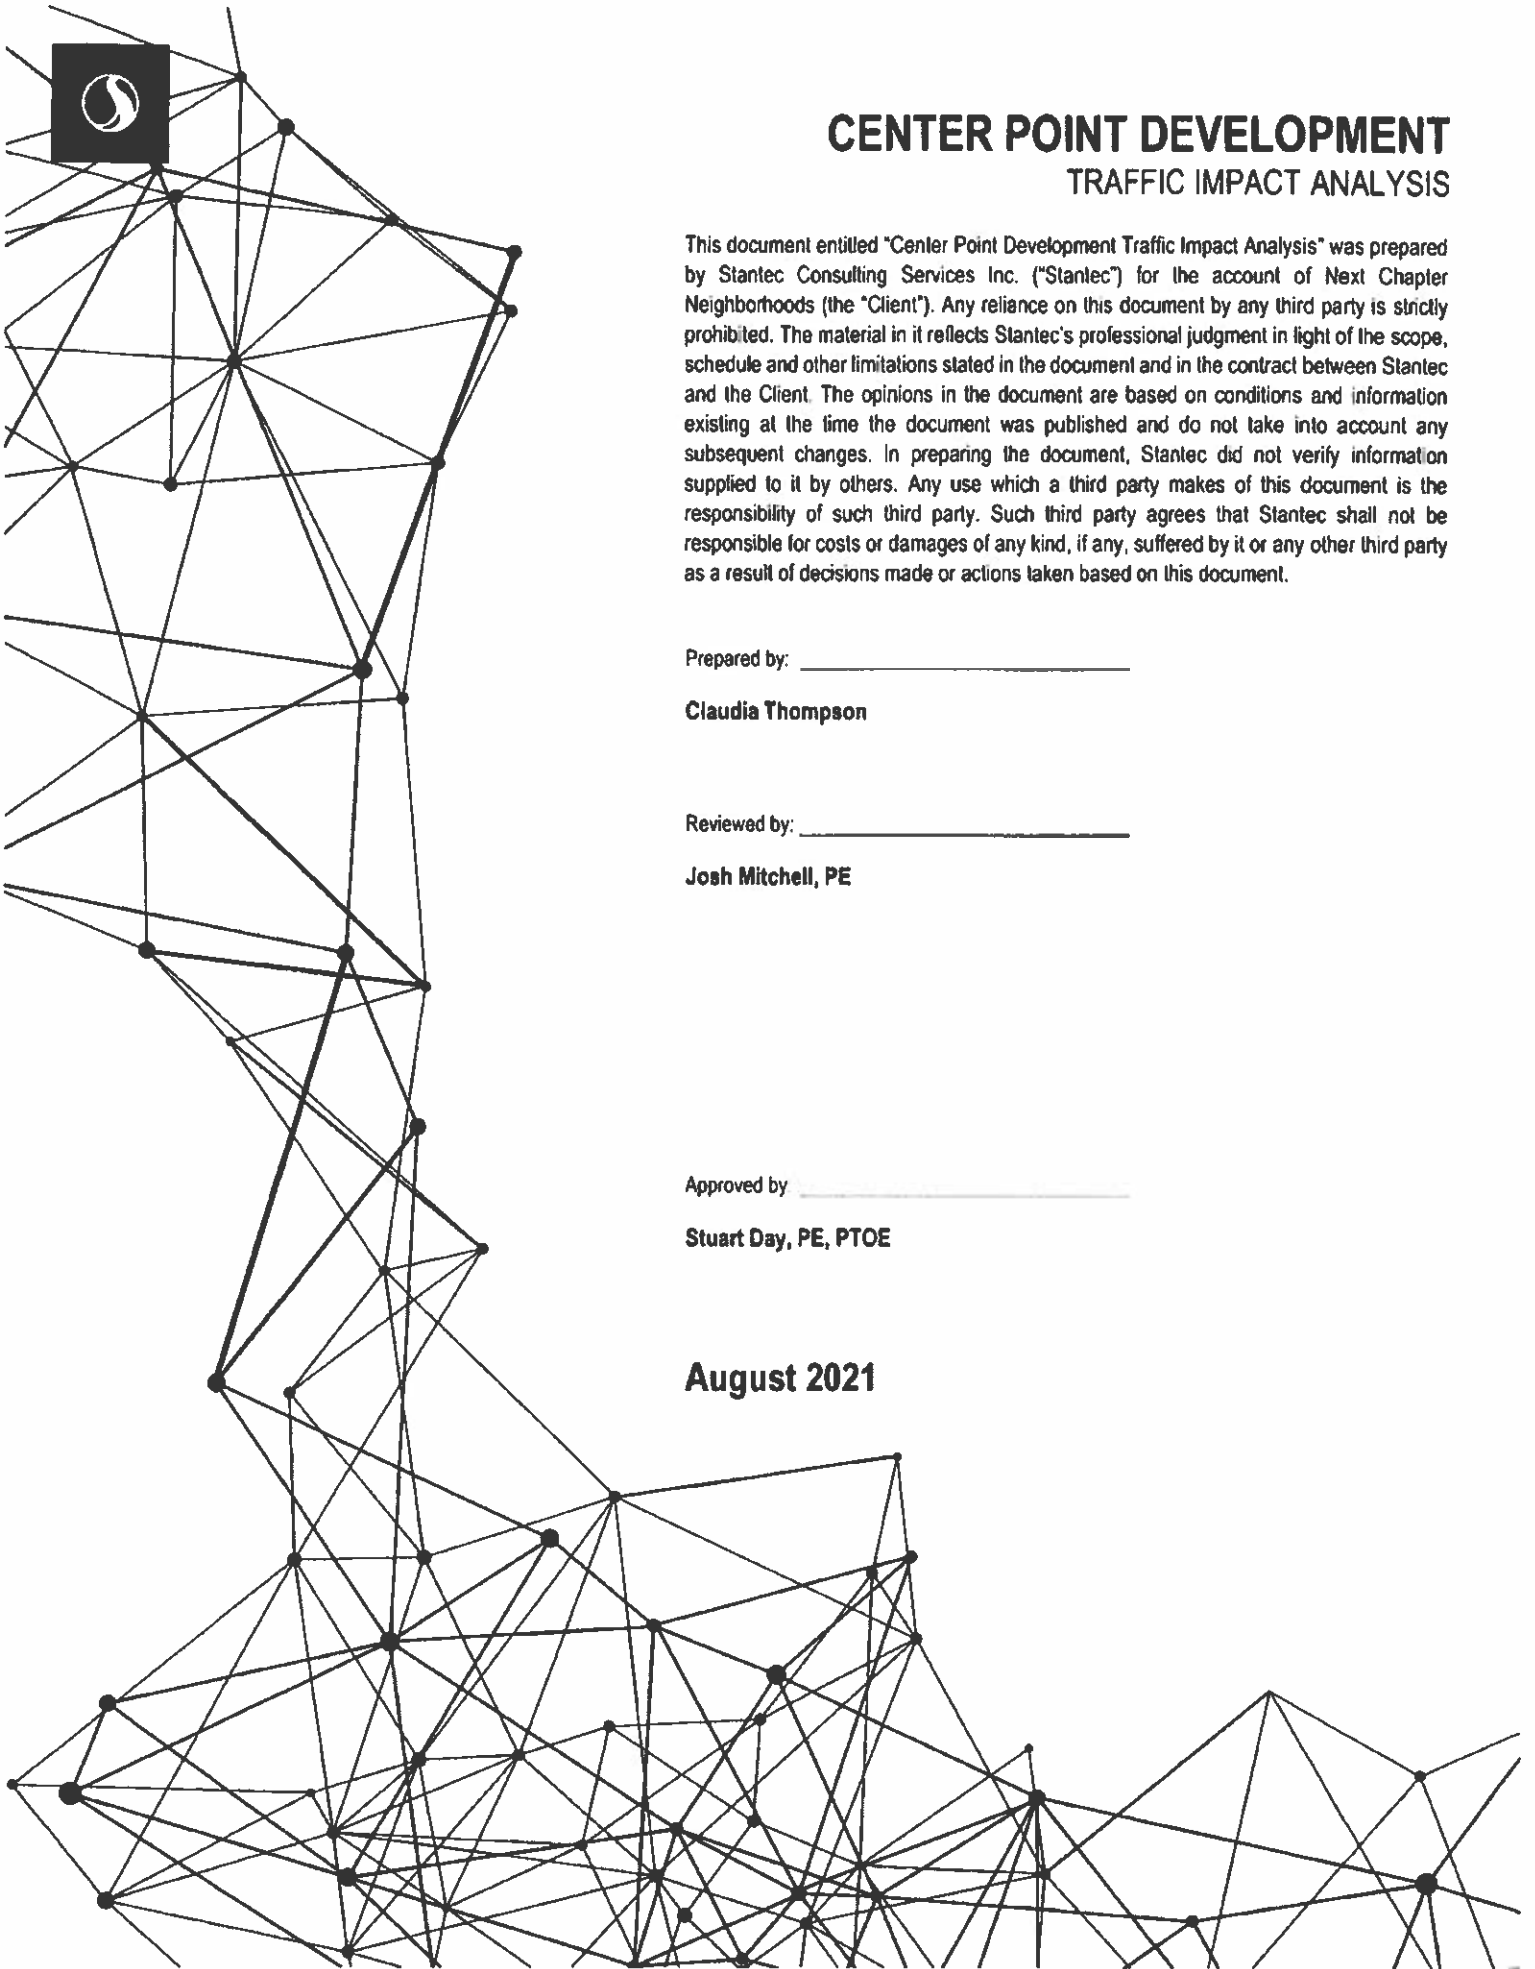 CENTER POINT DEVELOPMENT
TRAFFIC IMPACT ANALYSIS
This document entitled "Center Point Development Traffic Impact Analysis" was prepared
by Stantec Consulting Services Inc. ("Stantec") for the account of Next Chapter
Neighborhoods (the "Client"). Any reliance on this document by any third party is strictly
prohibited. The material in it reflects Stantec's professional judgment in light of the scope,
schedule and other limitations stated in the document and in the contract between Stantec
and the Client. The opinions in the document are based on conditions and information
existing at the time the document was published and do not take into account any
subsequent changes. In preparing the document, Stantec did not verify information
supplied to it by others. Any use which a third party makes of this document is the
responsibility of such third party. Such third party agrees that Stantec shall not be
responsible for costs or damages of any kind, if any, suffered by it or any other third party
as a result of decisions made or actions taken based on this document.
Prepared by:
Claudia Thompson
Reviewed by:
Josh Mitchell, PE
Approved by
Stuart Day, PE, PTOE
August 2021